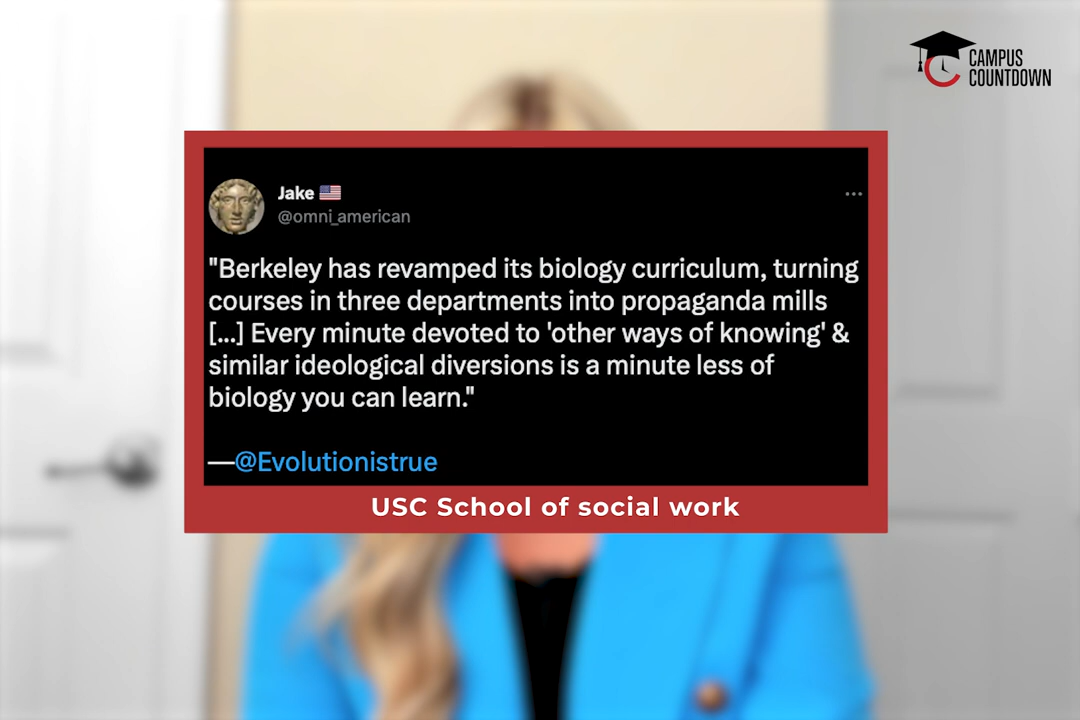 CAMPUS
COUNTDOWN
Jake 🇺🇸
@omni_american
"Berkeley has revamped its biology curriculum, turning
courses in three departments into propaganda mills
[...] Every minute devoted to 'other ways of knowing' &
similar ideological diversions is a minute less of
biology you can learn."
—@Evolutionistrue
USC School of social work